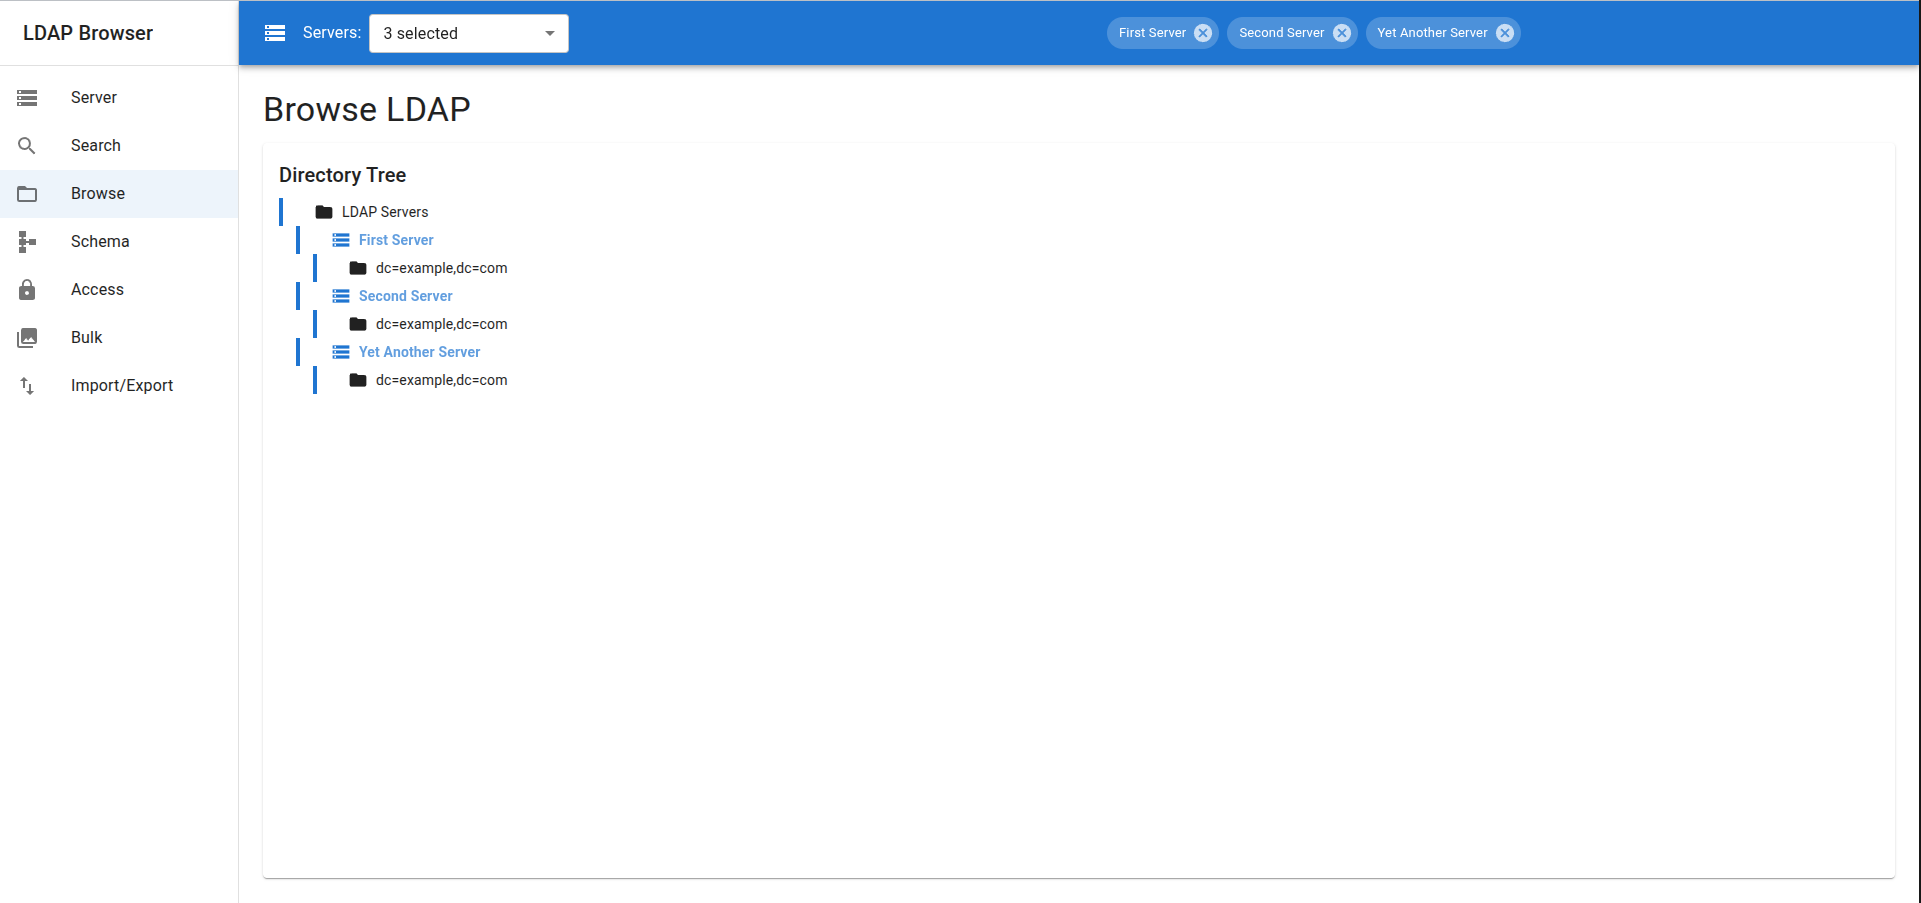 LDAP Browser
Servers: 3 selected
First Server
Second Server
Yet Another Server
Server
Search
Browse
Schema
Access
Bulk
Import/Export
Browse LDAP
Directory Tree
LDAP Servers
First Server
dc=example,dc=com
Second Server
dc=example,dc=com
Yet Another Server
dc=example,dc=com